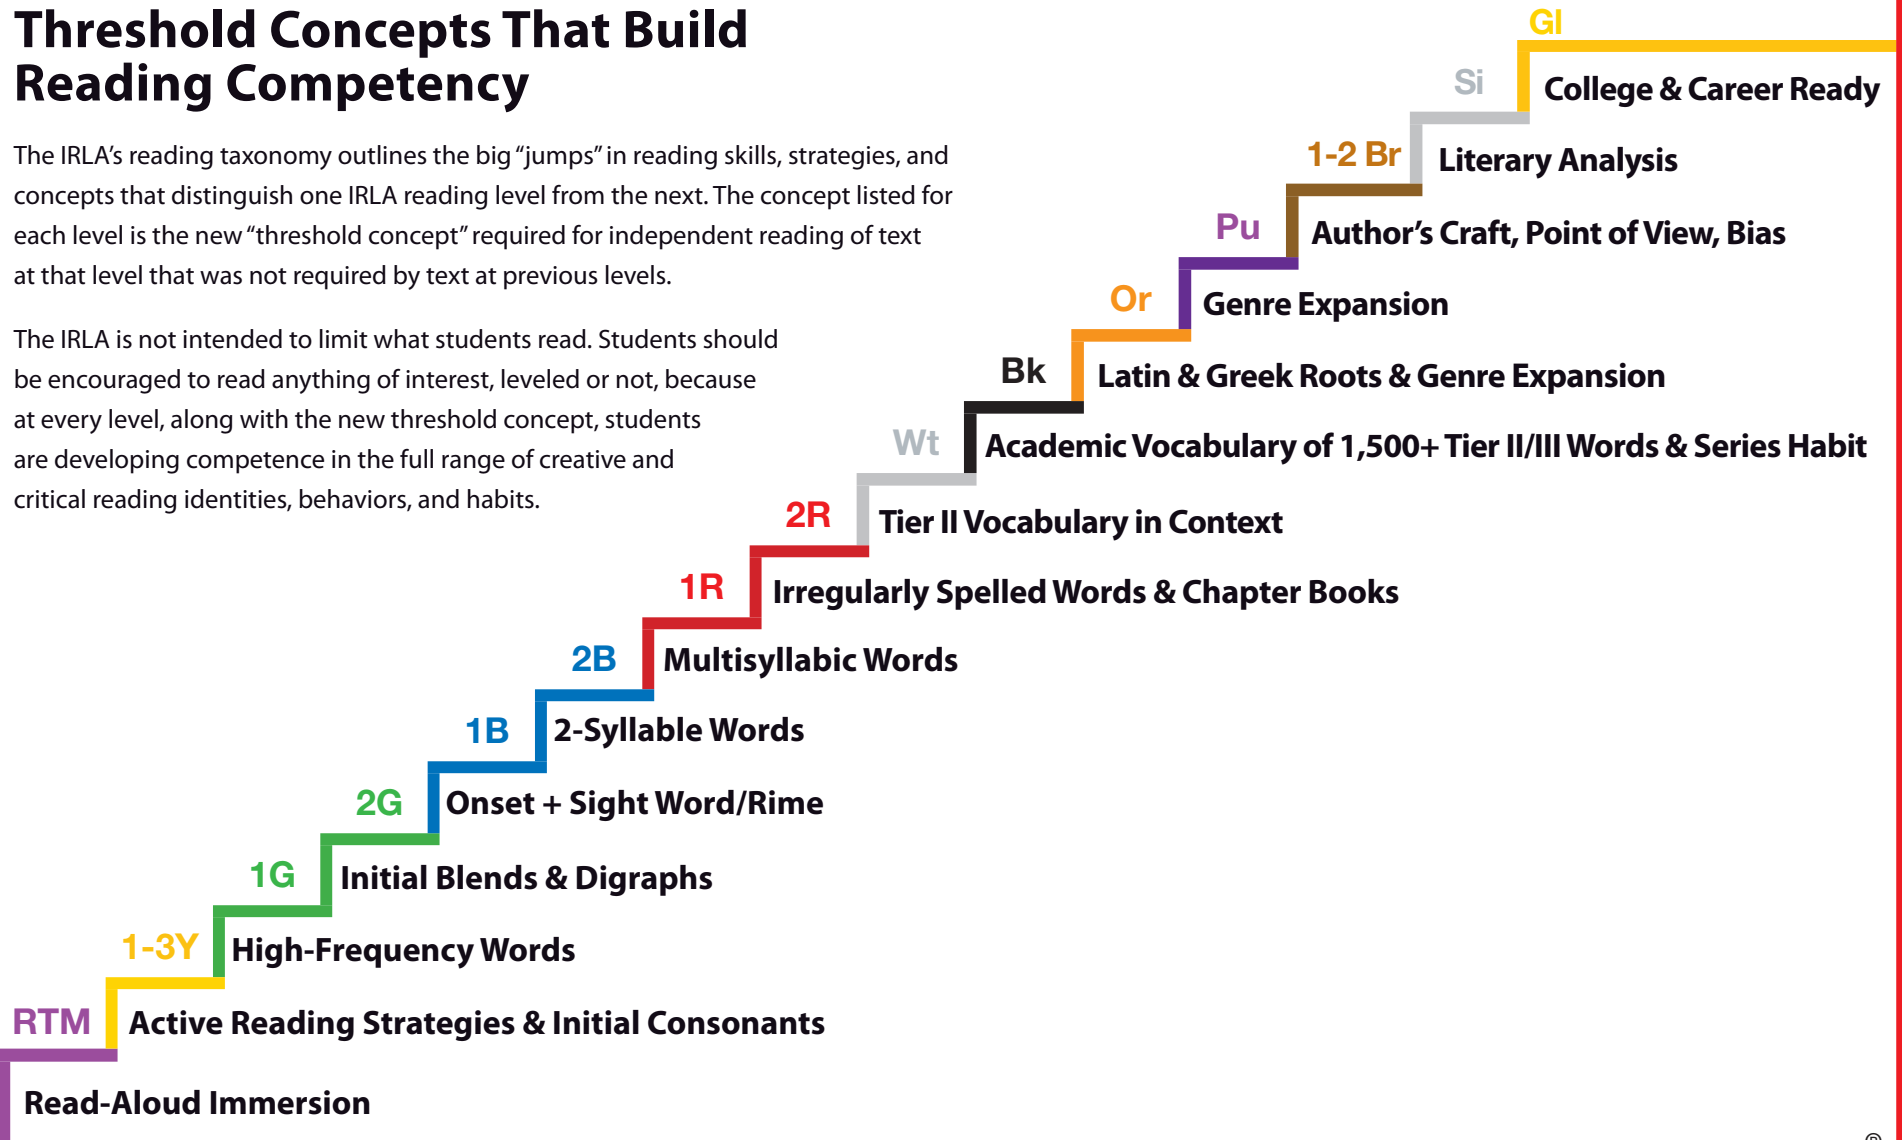 Threshold Concepts That Build
Reading Competency
The IRLA’s reading taxonomy outlines the big “jumps” in reading skills, strategies, and
concepts that distinguish one IRLA reading level from the next. The concept listed for
each level is the new “threshold concept” required for independent reading of text
at that level that was not required by text at previous levels.
The IRLA is not intended to limit what students read. Students should
be encouraged to read anything of interest, leveled or not, because
at every level, along with the new threshold concept, students
are developing competence in the full range of creative and
critical reading identities, behaviors, and habits.
Gl
College & Career Ready
Si
Literary Analysis
1-2 Br
Author’s Craft, Point of View, Bias
Pu
Genre Expansion
Or
Latin & Greek Roots & Genre Expansion
Bk
Academic Vocabulary of 1,500+ Tier II/III Words & Series Habit
Wt
Tier II Vocabulary in Context
2R
Irregularly Spelled Words & Chapter Books
1R
Multisyllabic Words
2B
2-Syllable Words
1B
Onset + Sight Word/Rime
2G
Initial Blends & Digraphs
1G
High-Frequency Words
1-3Y
Active Reading Strategies & Initial Consonants
RTM
Read-Aloud Immersion
®